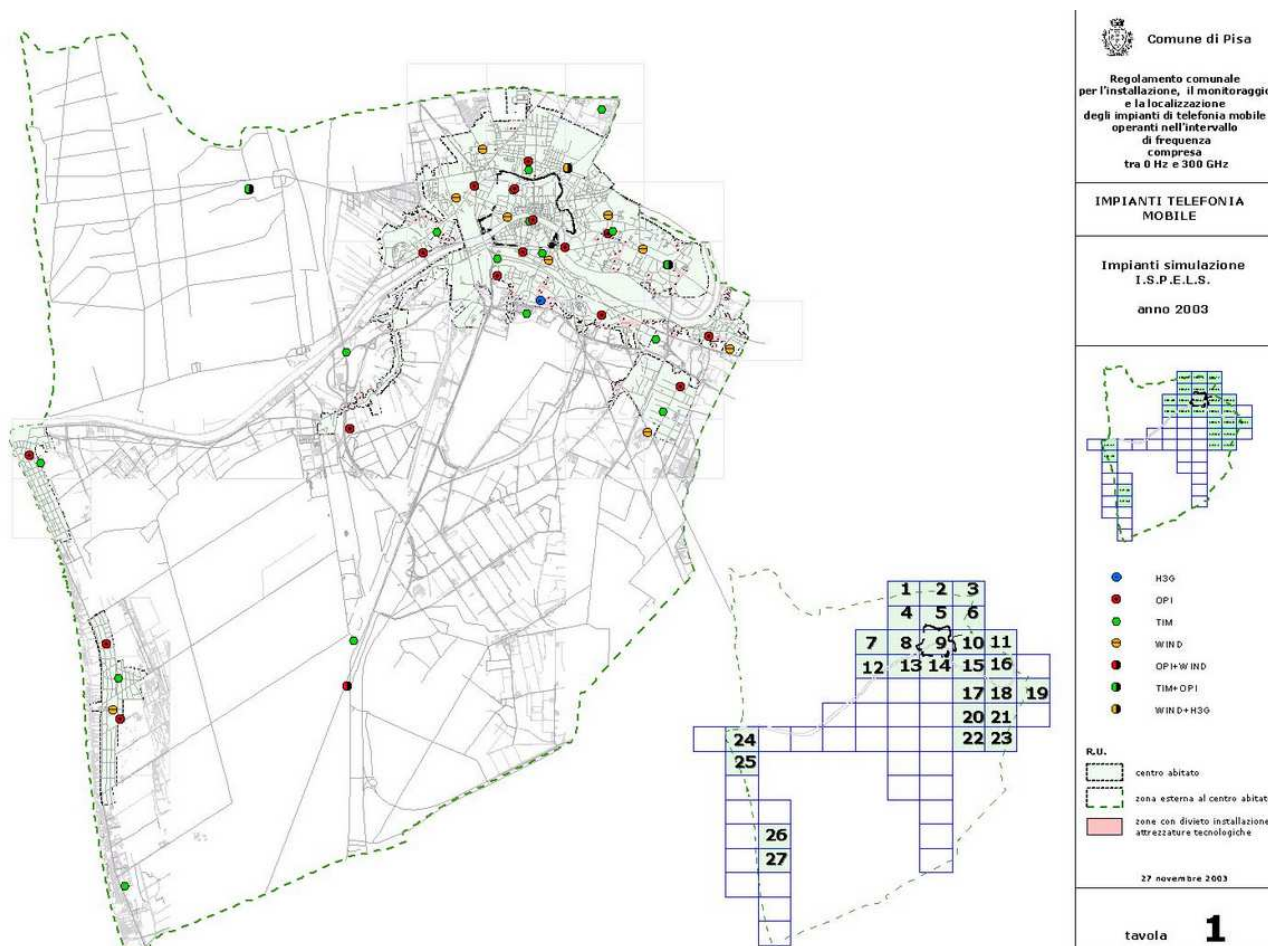 Comune di Pisa
Regolamento comunale
per l'installazione, il monitoraggio
e la localizzazione
degli impianti di telefonia mobile
operanti nell'intervallo
di frequenza
compresa
tra 0 Hz e 300 GHz
IMPIANTI TELEFONIA
MOBILE
Impianti simulazione
I.S.P.E.L.S.
anno 2003
H3G
OPI
TIM
WIND
OPI+WIND
TIM+OPI
WIND+H3G
R.U.
centro abitato
zona esterna al centro abitato
zone con divieto installazione
attrezzature tecnologiche
27 novembre 2003
tavola 1
1 2 3
4 5 6
7 8 9 10 11
12 13 14 15 16
17 18 19
20 21
22 23
24
25
26
27